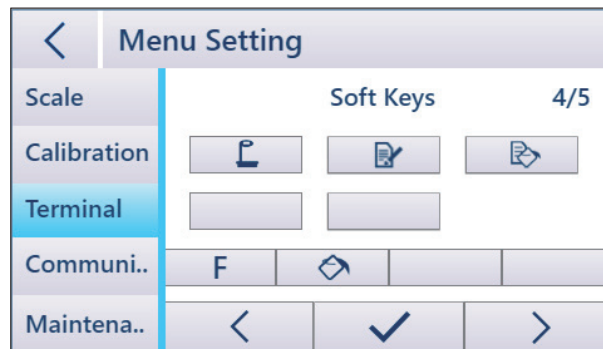 Menu Setting
Scale
Soft Keys 4/5
Calibration
Terminal
Communi..
F
Maintena..